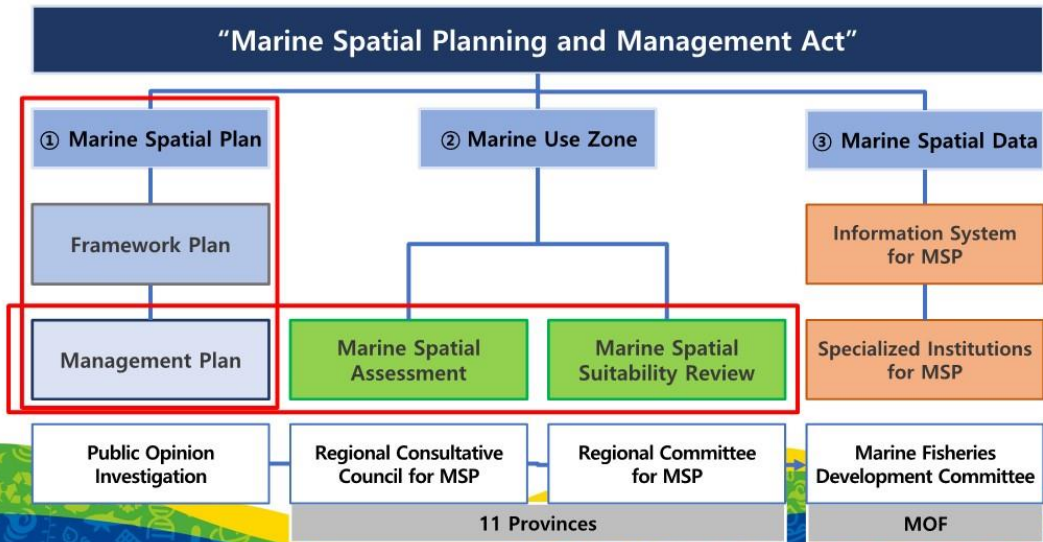 “Marine Spatial Planning and Management Act”
① Marine Spatial Plan
② Marine Use Zone
③ Marine Spatial Data
Framework Plan
Information System
for MSP
Management Plan
Marine Spatial
Assessment
Marine Spatial
Suitability Review
Specialized Institutions
for MSP
Public Opinion
Investigation
Regional Consultative
Council for MSP
Regional Committee
for MSP
Marine Fisheries
Development Committee
11 Provinces
MOF